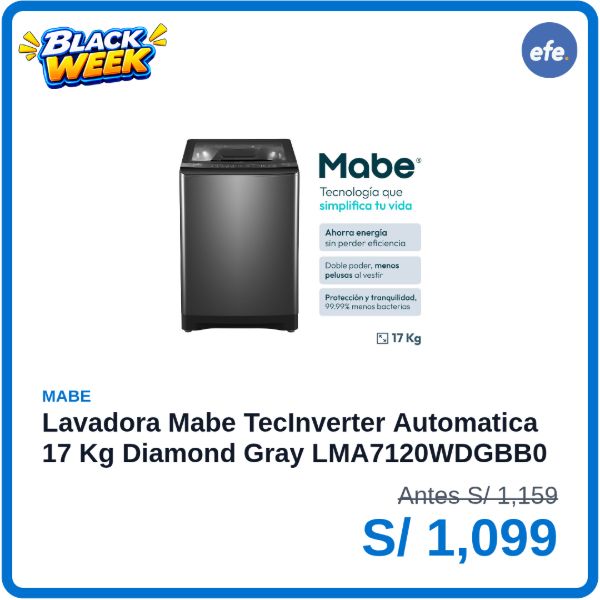 BLACK
WEEK
efe.
Mabe®
Tecnología que
simplifica tu vida
Ahorra energía
sin perder eficiencia
Doble poder, menos
pelusas al vestir
Protección y tranquilidad,
99.99% menos bacterias
17 Kg
MABE
Lavadora Mabe TecInverter Automatica
17 Kg Diamond Gray LMA7120WDGBB0
Antes S/ 1,159
S/ 1,099